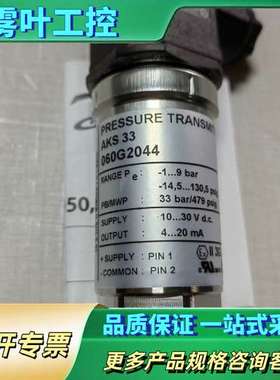 雾叶工控
PRESSURE TRANSMI
AKS 33
060G2044
RANGE Pe : -1...9 bar
-14,5...130,5 psig
PB/MWP : 33 bar/479 psig
SUPPLY : 10...30 V d.c.
OUTPUT : 4...20 mA
+ SUPPLY : PIN 1
- COMMON : PIN 2
50,
开专票
品质保证 一站式采
更多产品规格咨询客